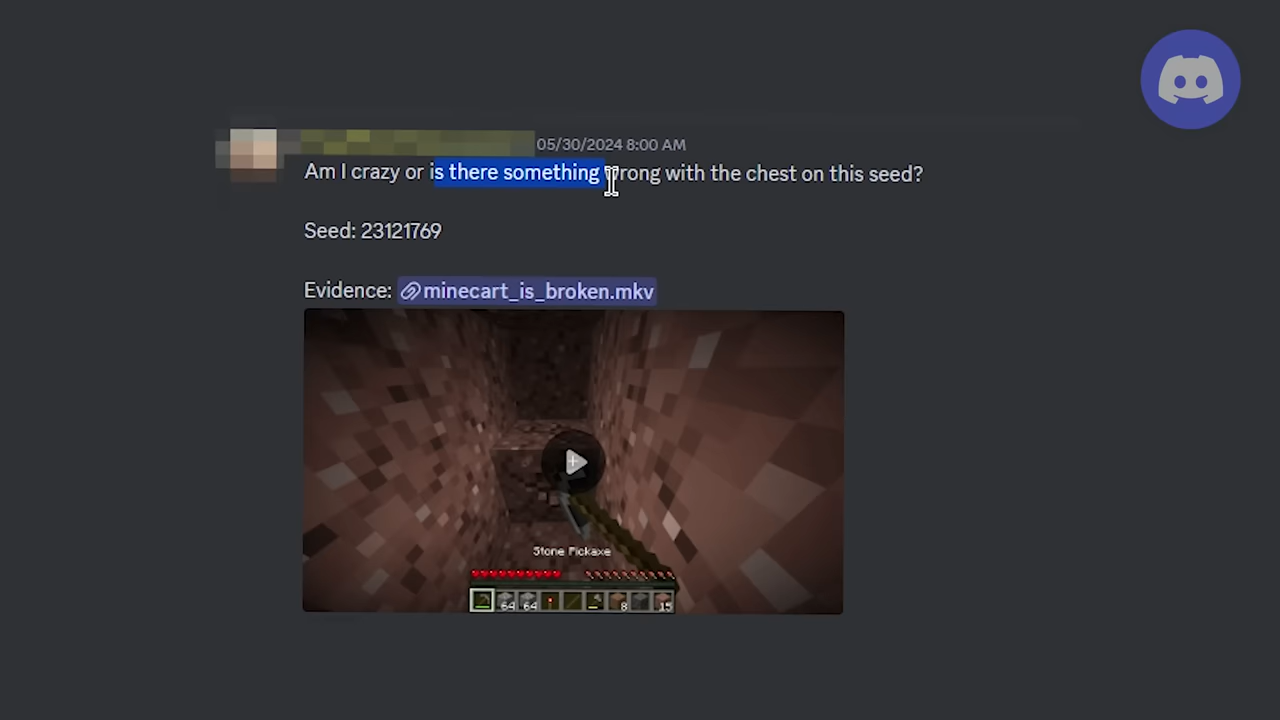 05/30/2024 8:00 AM
Am I crazy or is there something wrong with the chest on this seed?
Seed: 23121769
Evidence: minecart_is_broken.mkv
Stone Pickaxe
64 64 8 15